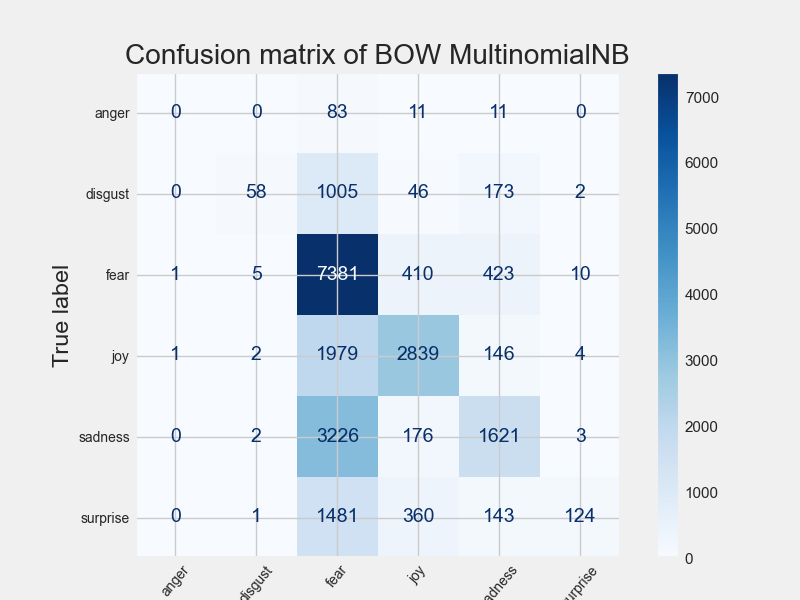 Confusion matrix of BOW MultinomialNB
True label
anger 0 0 83 11 11 0
disgust 0 58 1005 46 173 2
fear 1 5 7381 410 423 10
joy 1 2 1979 2839 146 4
sadness 0 2 3226 176 1621 3
surprise 0 1 1481 360 143 124
anger disgust fear joy adness urprise
7000
6000
5000
4000
3000
2000
1000
0